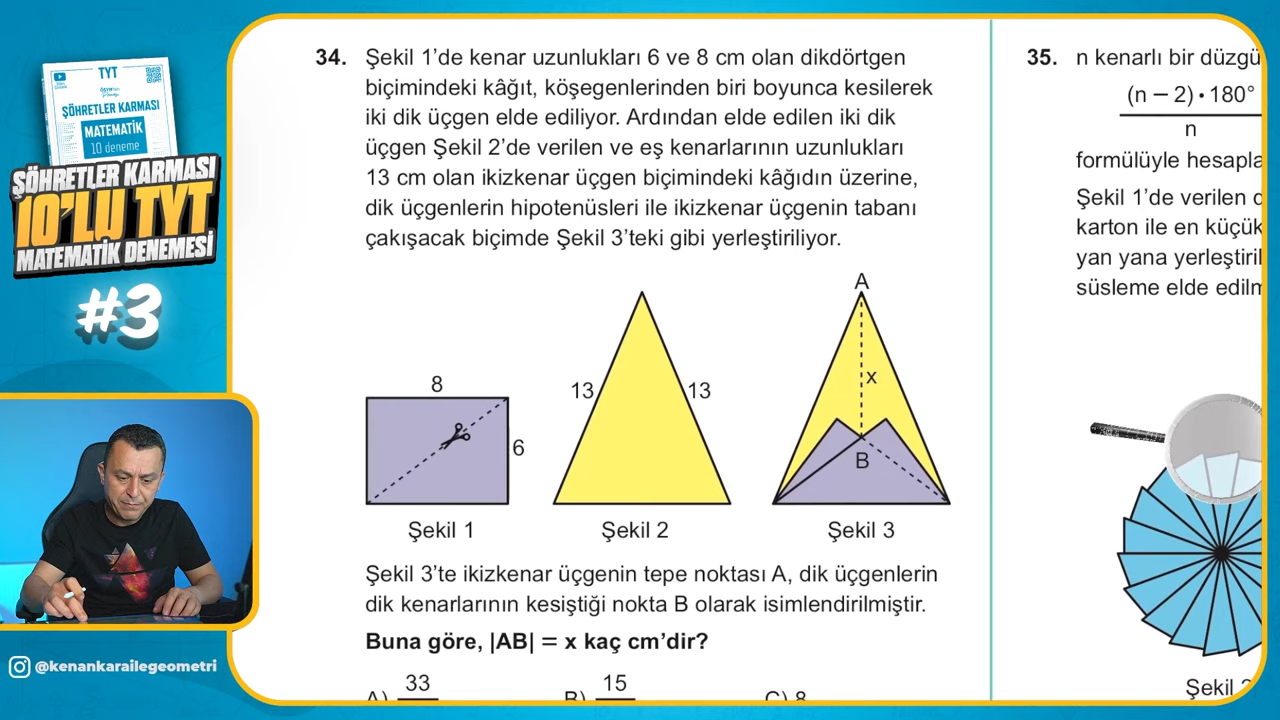 TYT
ŞÖHRETLER KARMASI
MATEMATİK
10 deneme
ŞÖHRETLER KARMASI
10'LU TYT
MATEMATİK DENEMESİ
#3
@kenankarailegeometri
34. Şekil 1'de kenar uzunlukları 6 ve 8 cm olan dikdörtgen
biçimindeki kâğıt, köşegenlerinden biri boyunca kesilerek
iki dik üçgen elde ediliyor. Ardından elde edilen iki dik
üçgen Şekil 2'de verilen ve eş kenarlarının uzunlukları
13 cm olan ikizkenar üçgen biçimindeki kâğıdın üzerine,
dik üçgenlerin hipotenüsleri ile ikizkenar üçgenin tabanı
çakışacak biçimde Şekil 3'teki gibi yerleştiriliyor.
8
6
Şekil 1
13
13
Şekil 2
A
x
B
Şekil 3
Şekil 3'te ikizkenar üçgenin tepe noktası A, dik üçgenlerin
dik kenarlarının kesiştiği nokta B olarak isimlendirilmiştir.
Buna göre, |AB| = x kaç cm'dir?
A) 33
B) 15
C) 8
35. n kenarlı bir düzgü
(n − 2) • 180°
n
formülüyle hesapla
Şekil 1'de verilen d
karton ile en küçük
yan yana yerleştiril
süsleme elde edilm
Şekil 2